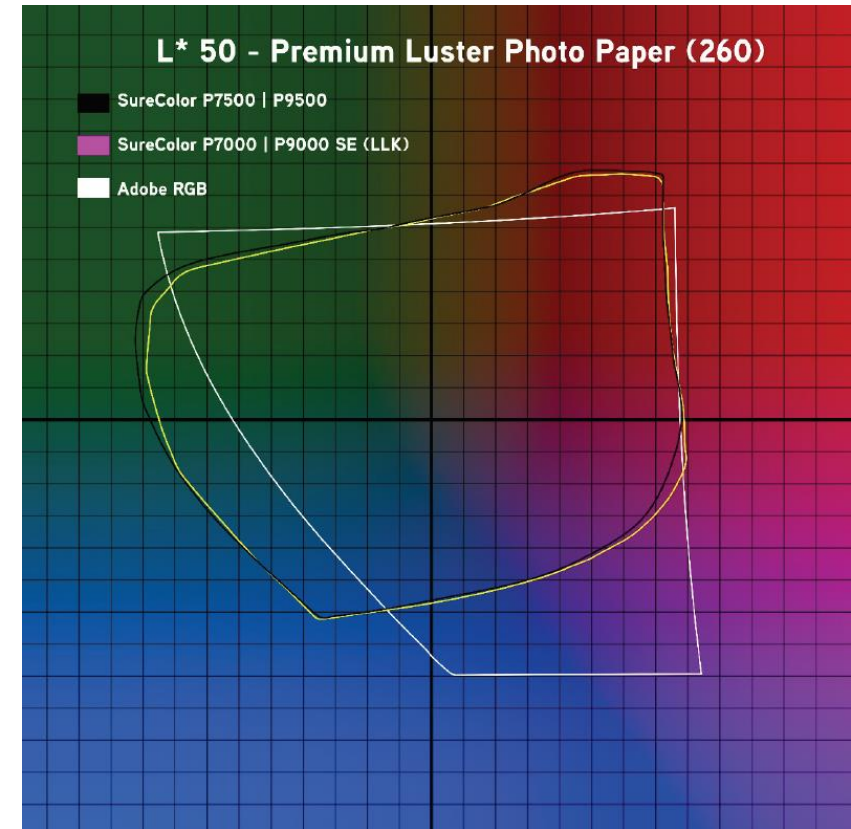 L* 50 - Premium Luster Photo Paper (260)
SureColor P7500 | P9500
SureColor P7000 | P9000 SE (LLK)
Adobe RGB